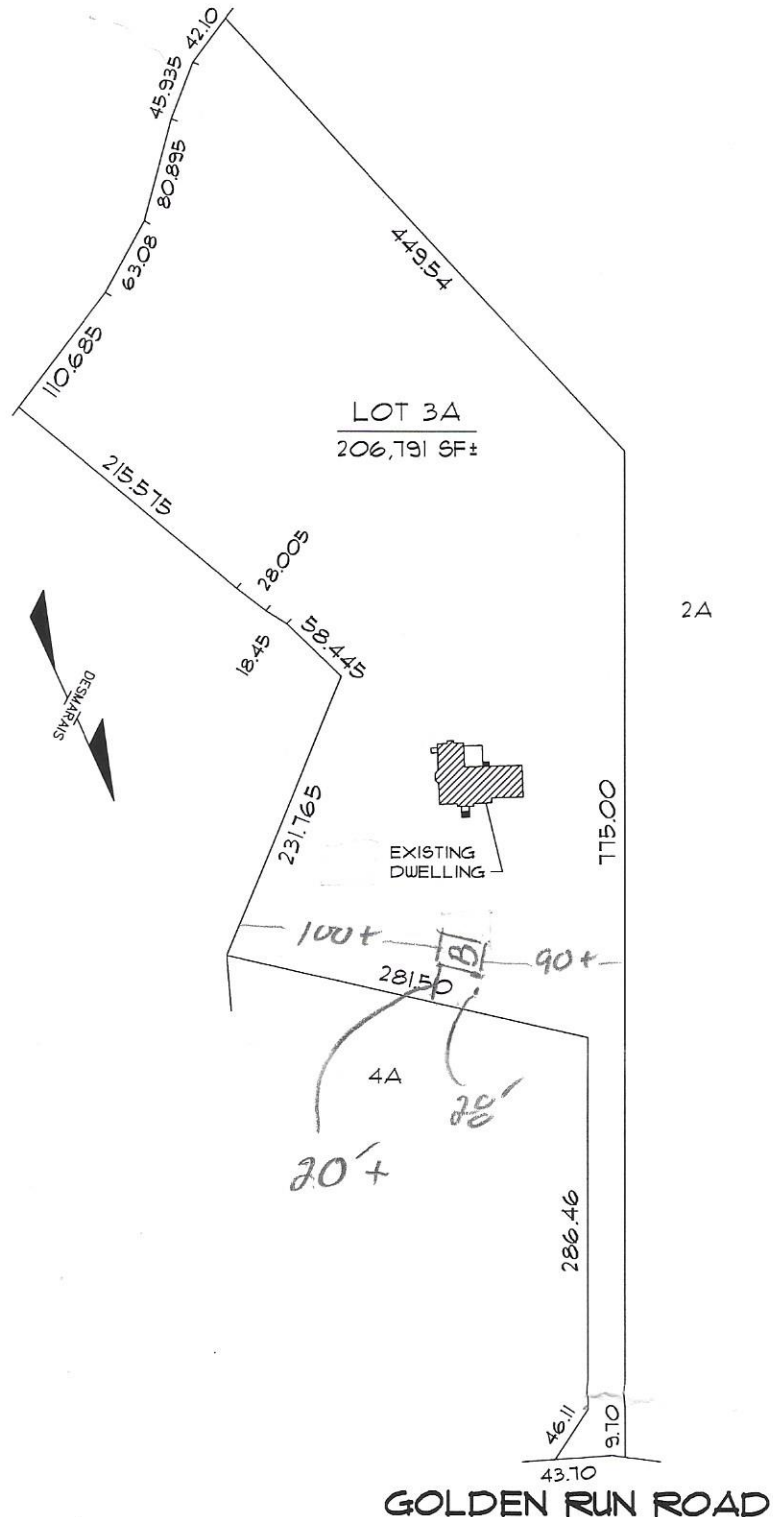 42.10
45.935
80.895
63.08
110.685
449.54
LOT 3A
206,791 SF±
215.575
28.005
18.45
58.445
2A
DESMARAIS
231.765
775.00
EXISTING
DWELLING
100+
B
90+
281.50
4A
20'
20'+
286.46
46.11
9.70
43.70
GOLDEN RUN ROAD